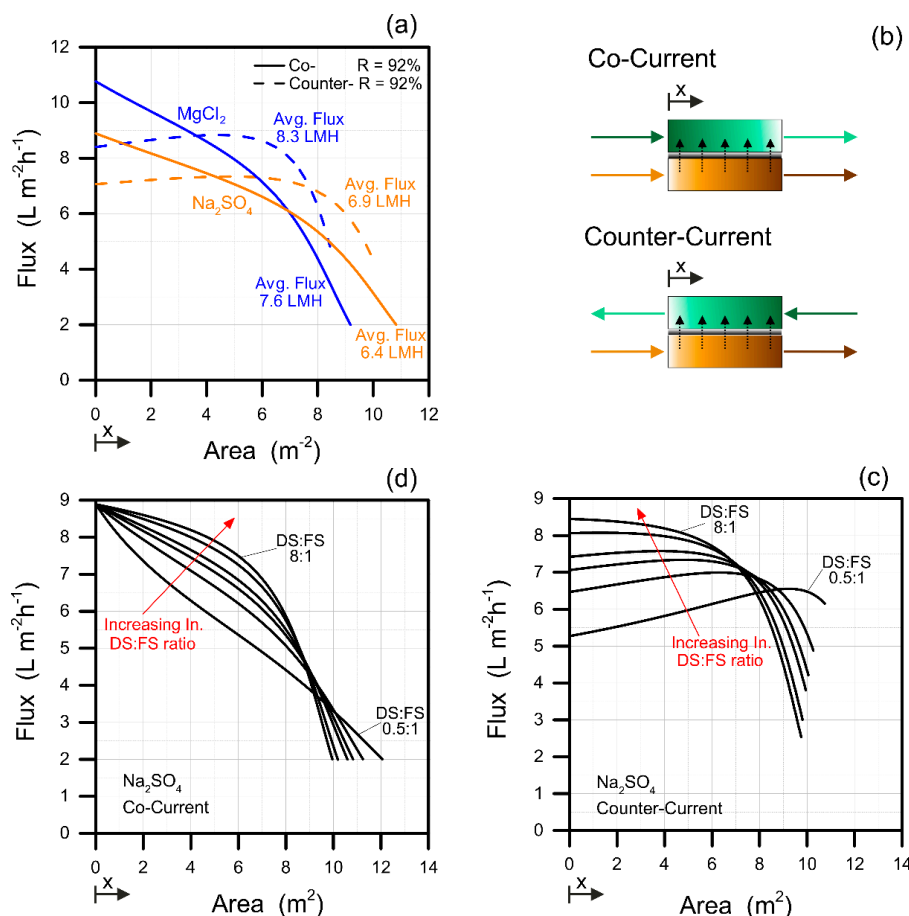 (a)
12
10
8
6
4
2
0
Flux (L m⁻²h⁻¹)
Co- R = 92%
Counter- R = 92%
MgCl₂
Avg. Flux
8.3 LMH
Na₂SO₄
Avg. Flux
6.9 LMH
Avg. Flux
7.6 LMH
Avg. Flux
6.4 LMH
0 2 4 6 8 10 12
x
Area (m⁻²)
(b)
Co-Current
x
Counter-Current
x
(d)
9
8
7
6
5
4
3
2
1
0
Flux (L m⁻²h⁻¹)
DS:FS
8:1
Increasing In.
DS:FS ratio
DS:FS
0.5:1
Na₂SO₄
Co-Current
0 2 4 6 8 10 12 14
x
Area (m²)
(c)
9
8
7
6
5
4
3
2
1
0
Flux (L m⁻²h⁻¹)
DS:FS
8:1
DS:FS
0.5:1
Increasing In.
DS:FS ratio
Na₂SO₄
Counter-Current
0 2 4 6 8 10 12 14
x
Area (m²)